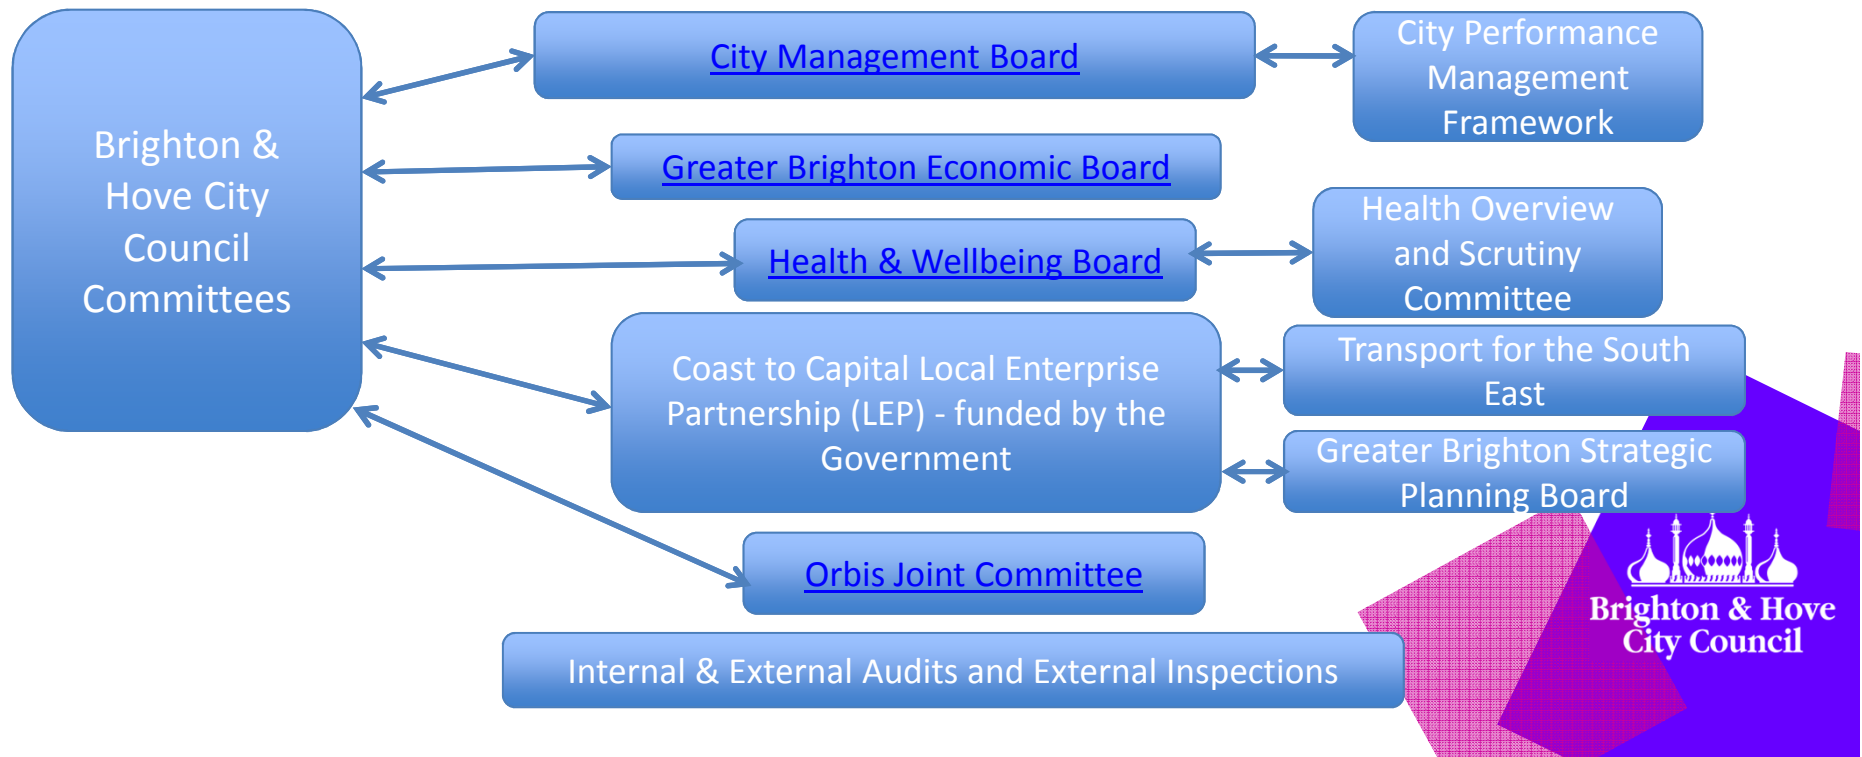 Brighton &
Hove City
Council
Committees
City Management Board
City Performance
Management
Framework
Greater Brighton Economic Board
Health & Wellbeing Board
Health Overview
and Scrutiny
Committee
Coast to Capital Local Enterprise
Partnership (LEP) - funded by the
Government
Transport for the South
East
Greater Brighton Strategic
Planning Board
Orbis Joint Committee
Internal & External Audits and External Inspections
Brighton & Hove
City Council